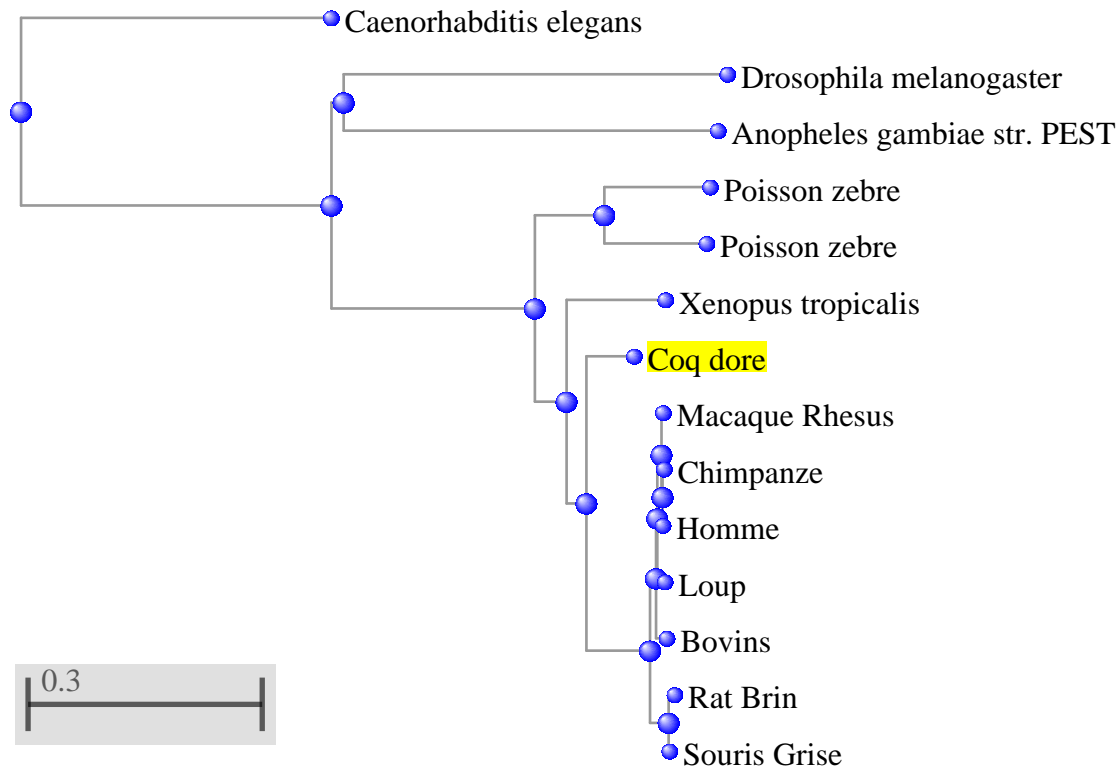 Caenorhabditis elegans
Drosophila melanogaster
Anopheles gambiae str. PEST
Poisson zebre
Poisson zebre
Xenopus tropicalis
Coq dore
Macaque Rhesus
Chimpanze
Homme
Loup
Bovins
0.3
Rat Brin
Souris Grise